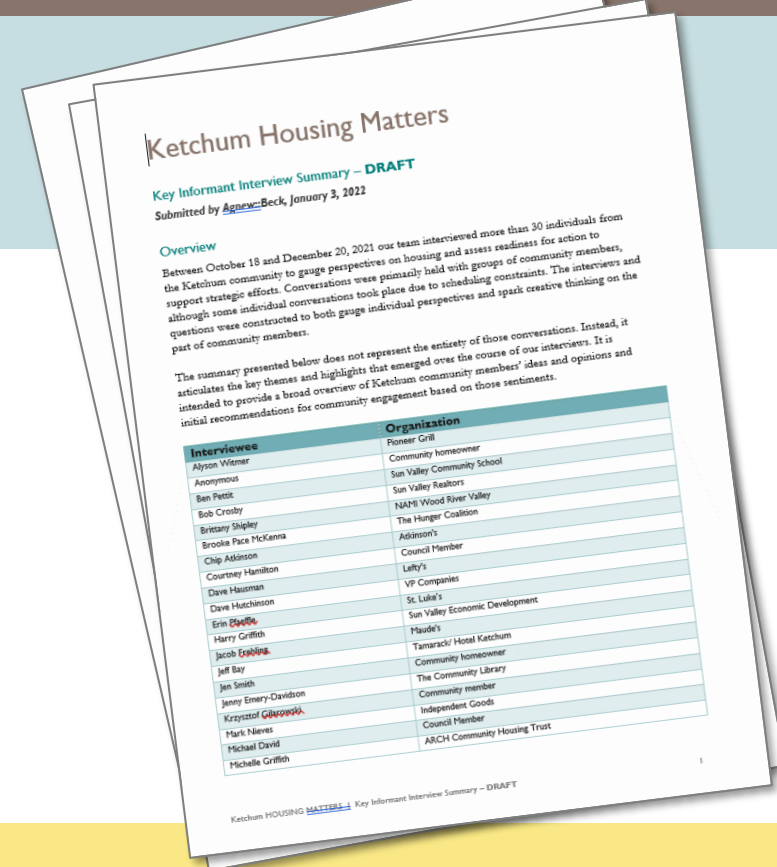 Ketchum Housing Matters
Key Informant Interview Summary – DRAFT
Submitted by Agnew::Beck, January 3, 2022
Overview
Between October 18 and December 20, 2021 our team interviewed more than 30 individuals from
the Ketchum community to gauge perspectives on housing and assess readiness for action to
support strategic efforts. Conversations were primarily held with groups of community members,
although some individual conversations took place due to scheduling constraints. The interviews and
questions were constructed to both gauge individual perspectives and spark creative thinking on the
part of community members.
The summary presented below does not represent the entirety of those conversations. Instead, it
articulates the key themes and highlights that emerged over the course of our interviews. It is
intended to provide a broad overview of Ketchum community members' ideas and opinions and
initial recommendations for community engagement based on those sentiments.
Interviewee Organization
Alyson Witmer Pioneer Grill
Anonymous Community homeowner
Ben Pettit Sun Valley Community School
Bob Crosby Sun Valley Realtors
Brittany Shipley NAMI Wood River Valley
Brooke Pace McKenna The Hunger Coalition
Chip Atkinson Atkinson's
Courtney Hamilton Council Member
Dave Hausman Lefty's
Dave Hutchinson VP Companies
Erin Pfaeffle St. Luke's
Harry Griffith Sun Valley Economic Development
Jacob Frehling Maude's
Jeff Bay Tamarack/ Hotel Ketchum
Jen Smith Community homeowner
Jenny Emery-Davidson The Community Library
Krzysztof Gilarowski Community member
Mark Nieves Independent Goods
Michael David Council Member
Michelle Griffith ARCH Community Housing Trust
Ketchum HOUSING MATTERS | Key Informant Interview Summary – DRAFT 1